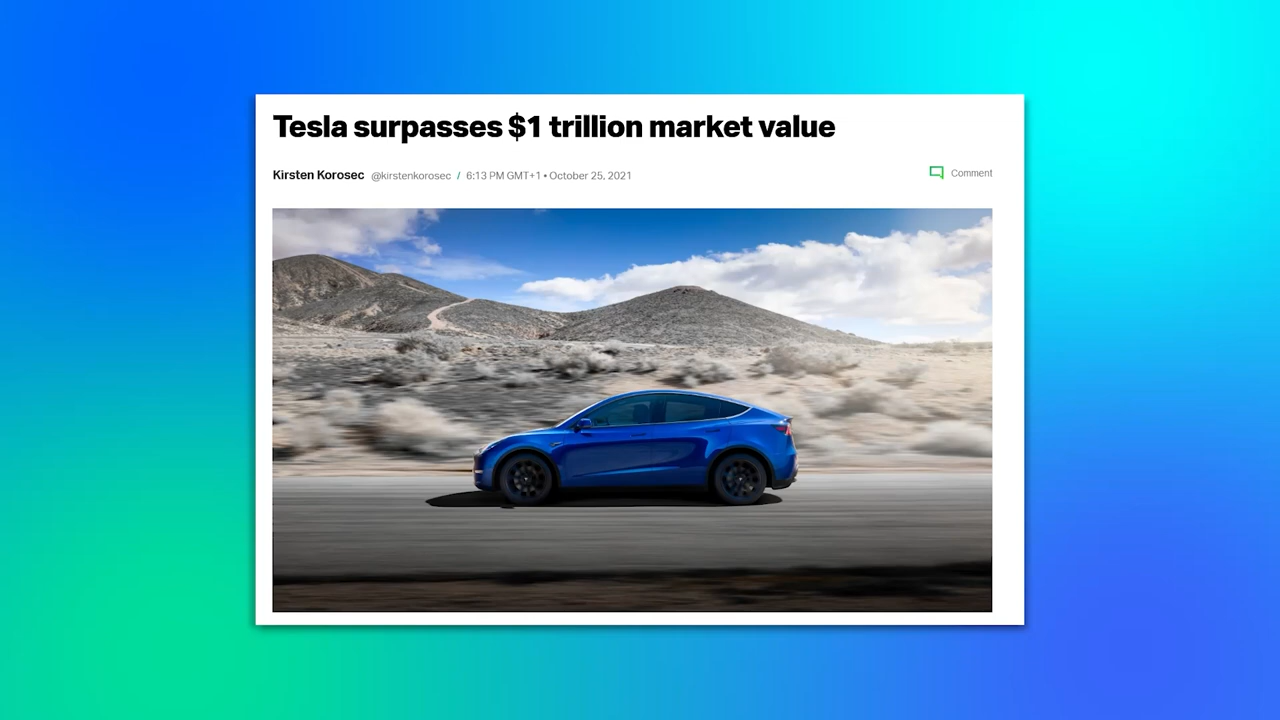 Tesla surpasses $1 trillion market value
Kirsten Korosec @kirstenkorosec / 6:13 PM GMT+1 • October 25, 2021
Comment